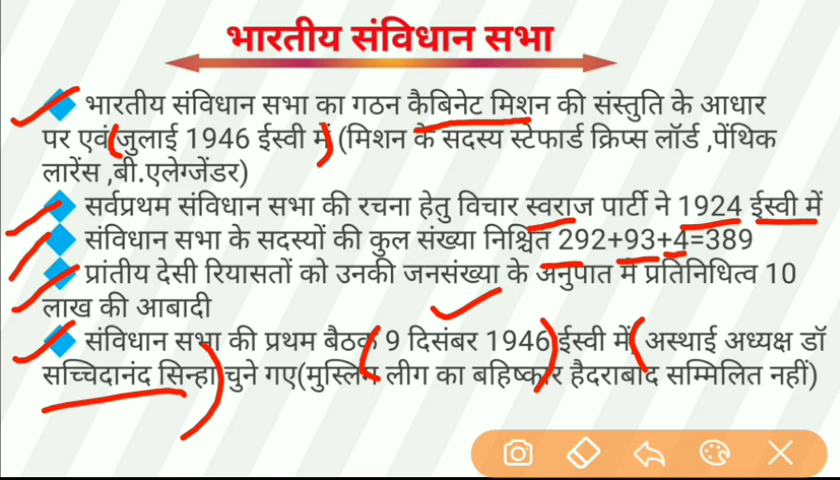 भारतीय संविधान सभा
भारतीय संविधान सभा का गठन कैबिनेट मिशन की संस्तुति के आधार
पर एवं जुलाई 1946 ईस्वी में (मिशन के सदस्य स्टेफार्ड क्रिप्स लॉर्ड ,पेंथिक
लारेंस ,बी.एलेग्जेंडर)
सर्वप्रथम संविधान सभा की रचना हेतु विचार स्वराज पार्टी ने 1924 ईस्वी में
संविधान सभा के सदस्यों की कुल संख्या निश्चित 292+93+4=389
प्रांतीय देसी रियासतों को उनकी जनसंख्या के अनुपात में प्रतिनिधित्व 10
लाख की आबादी
संविधान सभा की प्रथम बैठक 9 दिसंबर 1946 ईस्वी में, अस्थाई अध्यक्ष डॉ
सच्चिदानंद सिन्हा चुने गए(मुस्लिम लीग का बहिष्कार हैदराबाद सम्मिलित नहीं)